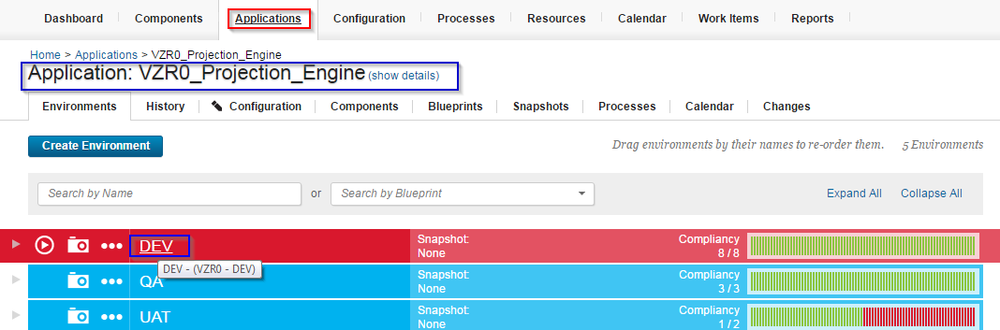 Dashboard Components Applications Configuration Processes Resources Calendar Work Items Reports
Home > Applications > VZR0_Projection_Engine
Application: VZR0_Projection_Engine (show details)
Environments History Configuration Components Blueprints Snapshots Processes Calendar Changes
Create Environment Drag environments by their names to re-order them. 5 Environments
Search by Name or Search by Blueprint Expand All Collapse All
DEV Snapshot: Compliancy
None 8 / 8
DEV - (VZR0 - DEV)
QA Snapshot: Compliancy
None 3 / 3
UAT Snapshot: Compliancy
None 1 / 2